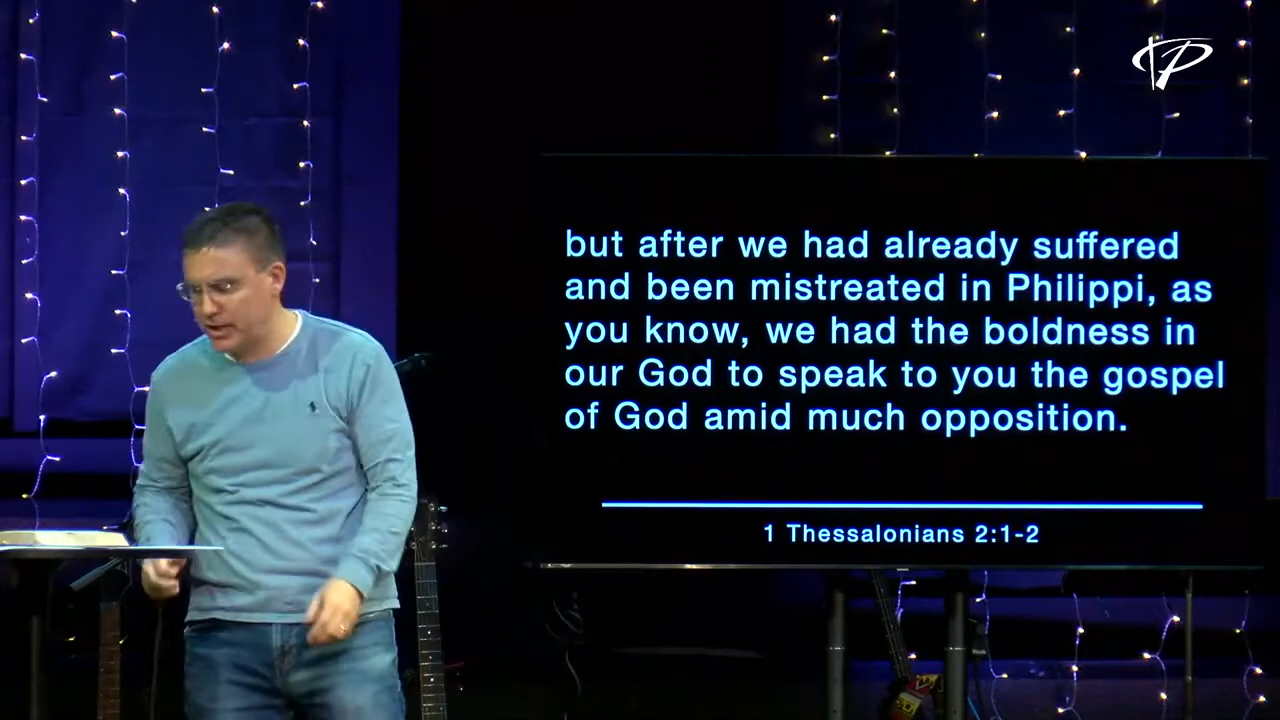 but after we had already suffered
and been mistreated in Philippi, as
you know, we had the boldness in
our God to speak to you the gospel
of God amid much opposition.
1 Thessalonians 2:1-2